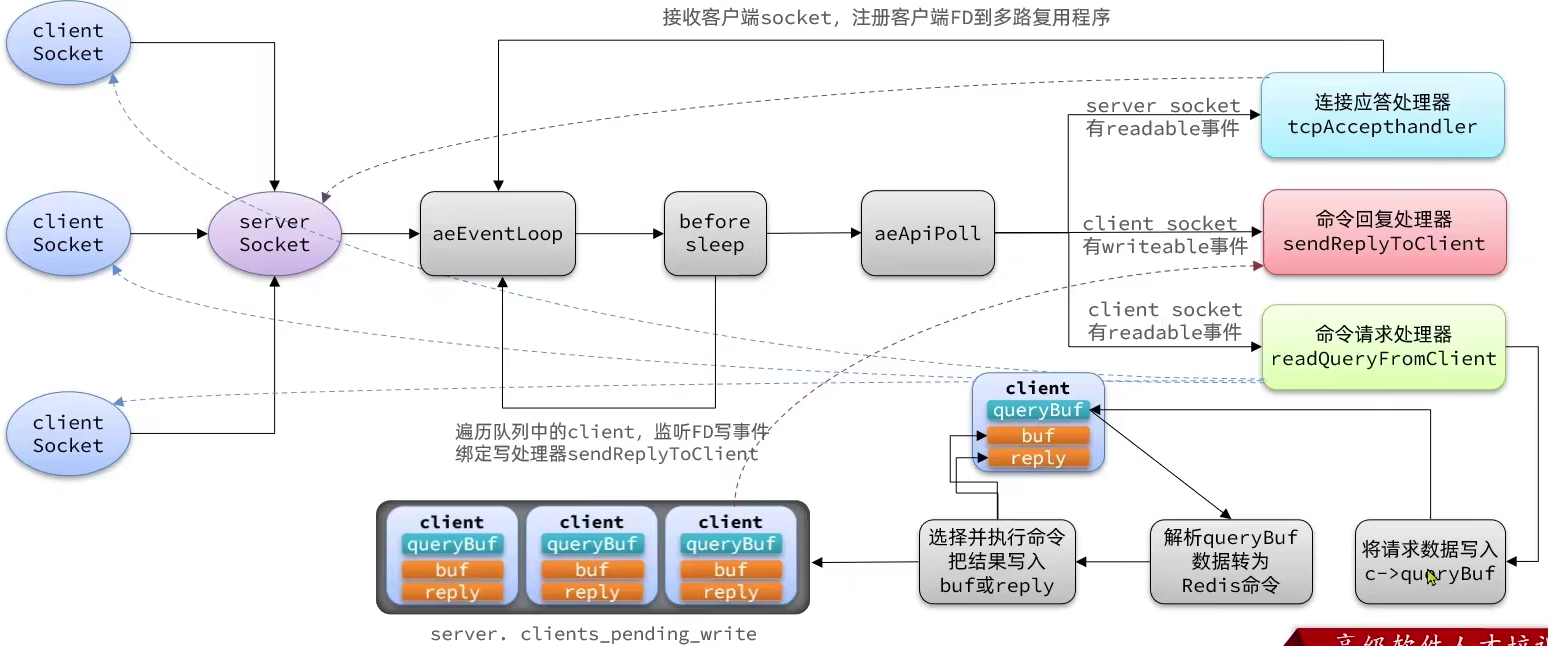 接收客户端socket，注册客户端FD到多路复用程序
client
Socket
client
Socket
client
Socket
server
Socket
aeEventLoop
before
sleep
aeApiPoll
server socket
有readable事件
连接应答处理器
tcpAccepthandler
client socket
有writeable事件
命令回复处理器
sendReplyToClient
client socket
有readable事件
命令请求处理器
readQueryFromClient
遍历队列中的client，监听FD写事件
绑定写处理器sendReplyToClient
client
queryBuf
buf
reply
client
queryBuf
buf
reply
client
queryBuf
buf
reply
client
queryBuf
buf
reply
server. clients_pending_write
选择并执行命令
把结果写入
buf或reply
解析queryBuf
数据转为
Redis命令
将请求数据写入
c->queryBuf
高级软件人才培训